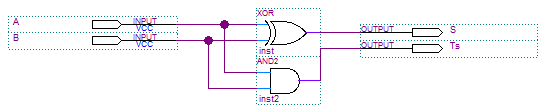 XOR
A INPUT OUTPUT S
VCC
B INPUT OUTPUT Ts
VCC
inst
AND2
inst2